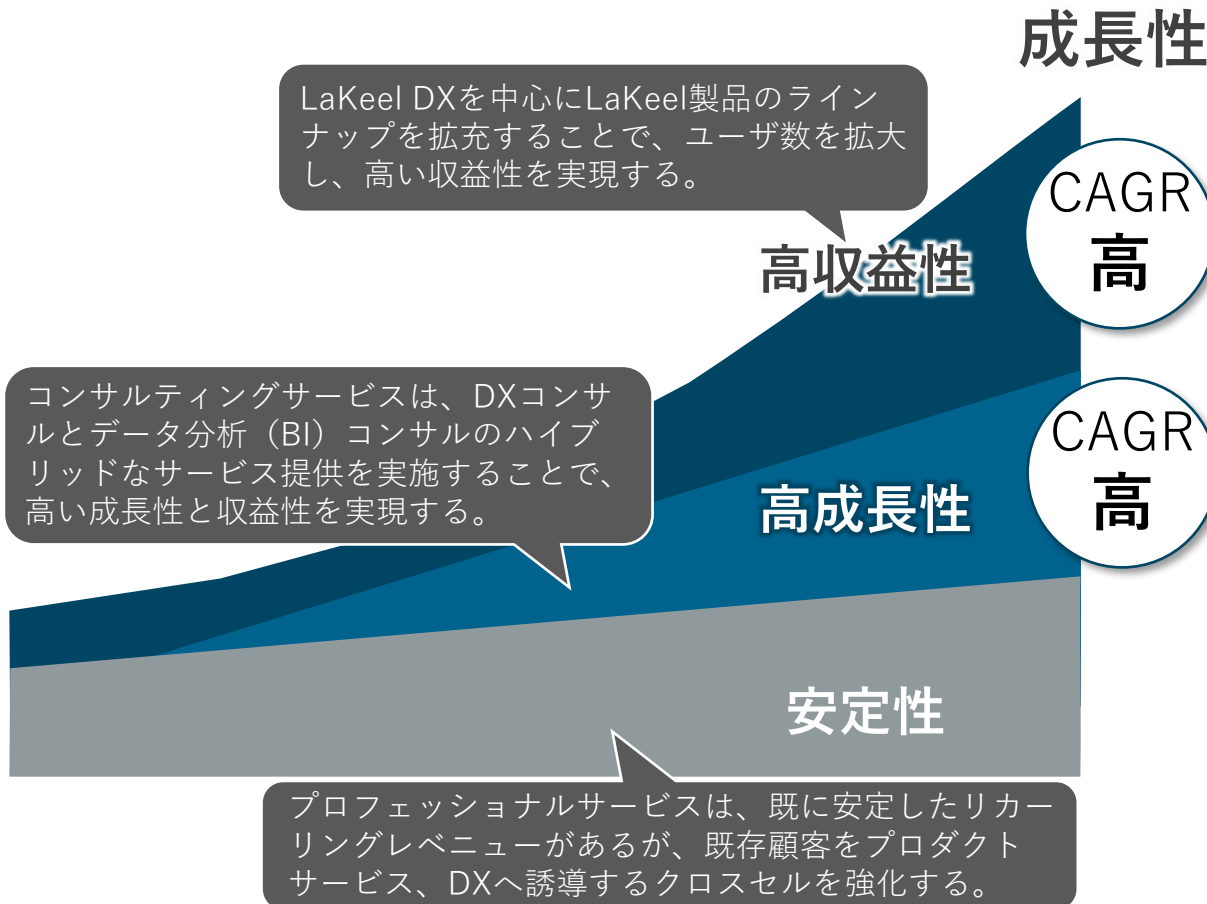 成長性
LaKeel DXを中心にLaKeel製品のライン
ナップを拡充することで、ユーザ数を拡大
し、高い収益性を実現する。
CAGR
高
高収益性
コンサルティングサービスは、DXコンサ
ルとデータ分析（BI）コンサルのハイブ
リッドなサービス提供を実施することで、
高い成長性と収益性を実現する。
CAGR
高
高成長性
安定性
プロフェッショナルサービスは、既に安定したリカー
リングレベニューがあるが、既存顧客をプロダクト
サービス、DXへ誘導するクロスセルを強化する。